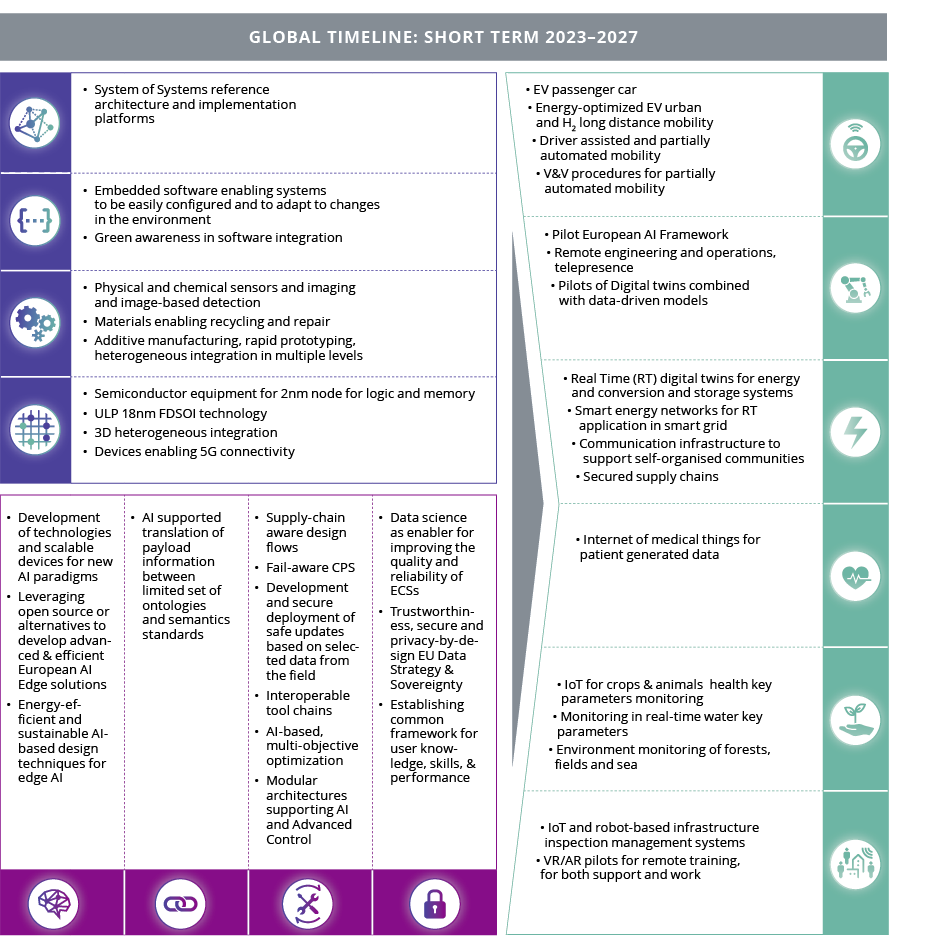 GLOBAL TIMELINE: SHORT TERM 2023–2027
• System of Systems reference
architecture and implementation
platforms
• Embedded software enabling systems
to be easily configured and to adapt to changes
in the environment
• Green awareness in software integration
• Physical and chemical sensors and imaging
and image-based detection
• Materials enabling recycling and repair
• Additive manufacturing, rapid prototyping,
heterogeneous integration in multiple levels
• Semiconductor equipment for 2nm node for logic and memory
• ULP 18nm FDSOI technology
• 3D heterogeneous integration
• Devices enabling 5G connectivity
• Development
of technologies
and scalable
devices for new
AI paradigms
• Leveraging
open source or
alternatives to
develop advan-
ced & efficient
European AI
Edge solutions
• Energy-ef-
ficient and
sustainable AI-
based design
techniques for
edge AI
• AI supported
translation of
payload
information
between
limited set of
ontologies
and semantics
standards
• Supply-chain
aware design
flows
• Fail-aware CPS
• Development
and secure
deployment of
safe updates
based on selec-
ted data from
the field
• Interoperable
tool chains
• AI-based,
multi-objective
optimization
• Modular
architectures
supporting AI
and Advanced
Control
• Data science
as enabler for
improving the
quality and
reliability of
ECSs
• Trustworthin-
ess, secure and
privacy-by-de-
sign EU Data
Strategy &
Sovereignty
• Establishing
common
framework for
user know-
ledge, skills, &
performance
• EV passenger car
• Energy-optimized EV urban
and H₂ long distance mobility
• Driver assisted and partially
automated mobility
• V&V procedures for partially
automated mobility
• Pilot European AI Framework
• Remote engineering and operations,
telepresence
• Pilots of Digital twins combined
with data-driven models
• Real Time (RT) digital twins for energy
and conversion and storage systems
• Smart energy networks for RT
application in smart grid
• Communication infrastructure to
support self-organised communities
• Secured supply chains
• Internet of medical things for
patient generated data
• IoT for crops & animals health key
parameters monitoring
• Monitoring in real-time water key
parameters
• Environment monitoring of forests,
fields and sea
• IoT and robot-based infrastructure
inspection management systems
• VR/AR pilots for remote training,
for both support and work